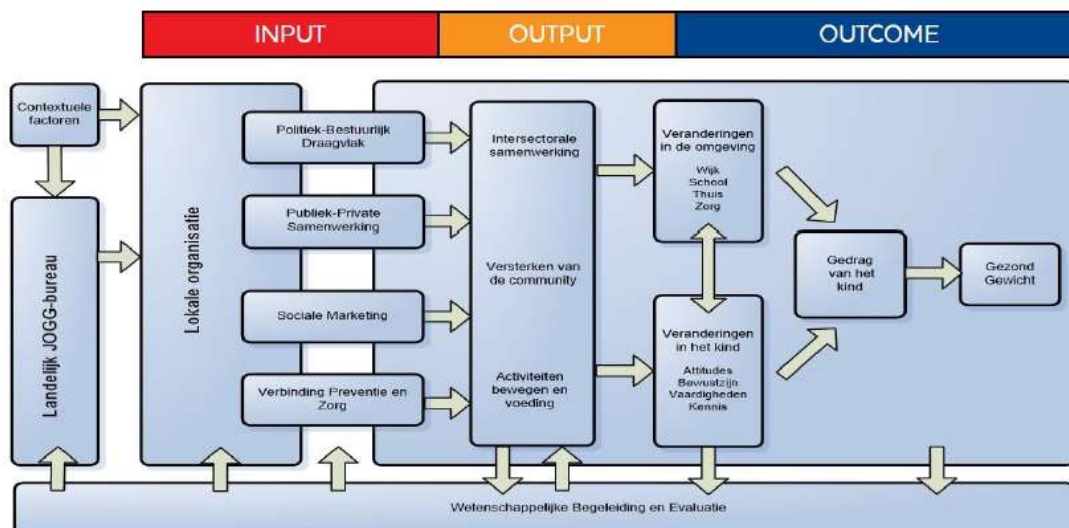 INPUT
OUTPUT
OUTCOME
Contextuele
factoren
Landelijk JOGG-bureau
Lokale organisatie
Politiek-Bestuurlijk
Draagvlak
Publiek-Private
Samenwerking
Sociale Marketing
Verbinding Preventie en
Zorg
Intersectorale
samenwerking
Versterken van
de community
Activiteiten
bewegen en
voeding
Veranderingen
in de omgeving
Wijk
School
Thuis
Zorg
Veranderingen
in het kind
Attitudes
Bewustzijn
Vaardigheden
Kennis
Gedrag
van het
kind
Gezond
Gewicht
Wetenschappelijke Begeleiding en Evaluatie